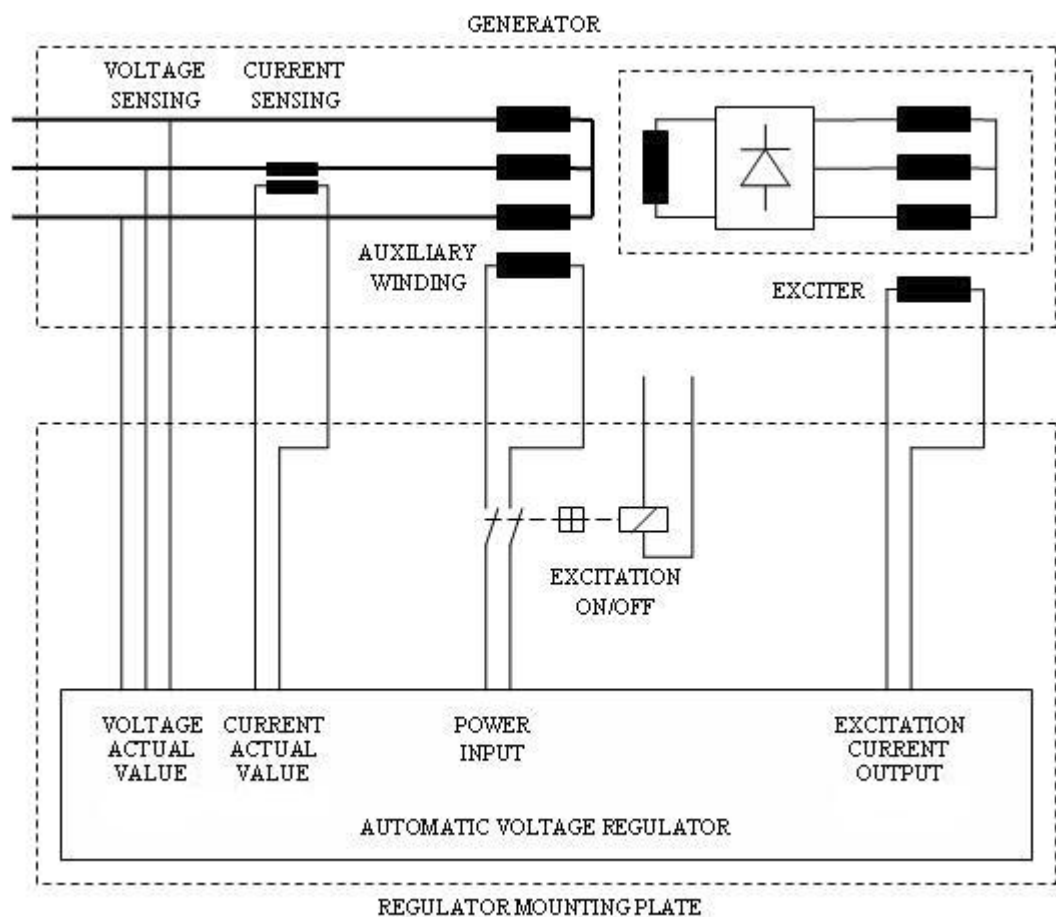 GENERATOR
VOLTAGE
SENSING
CURRENT
SENSING
AUXILIARY
WINDING
EXCITER
EXCITATION
ON/OFF
VOLTAGE
ACTUAL
VALUE
CURRENT
ACTUAL
VALUE
POWER
INPUT
EXCITATION
CURRENT
OUTPUT
AUTOMATIC VOLTAGE REGULATOR
REGULATOR MOUNTING PLATE